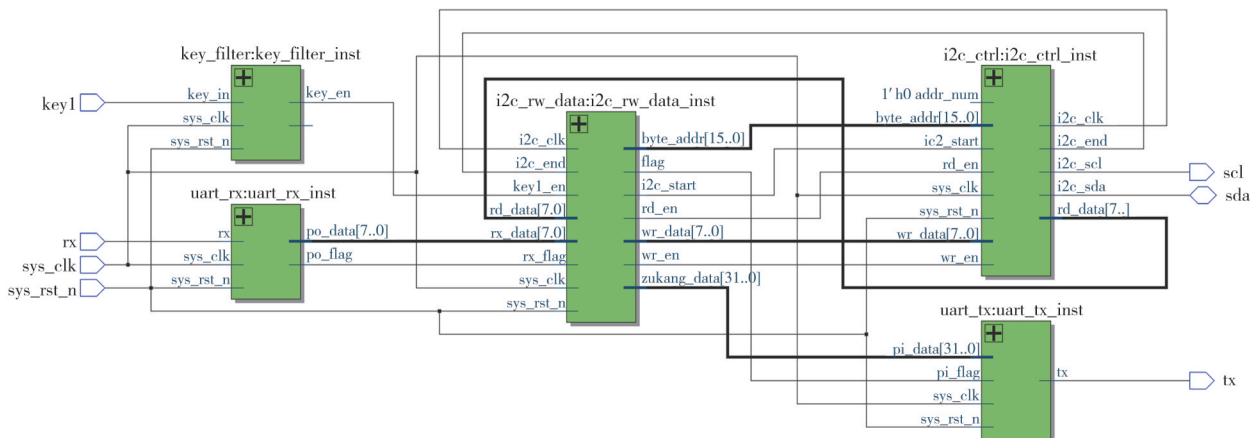 key_filter:key_filter_inst
key1
key_in
key_en
sys_clk
sys_rst_n
uart_rx:uart_rx_inst
rx
rx
po_data[7..0]
sys_clk
sys_clk
po_flag
sys_rst_n
sys_rst_n
i2c_rw_data:i2c_rw_data_inst
i2c_clk
byte_addr[15..0]
i2c_end
flag
key1_en
i2c_start
rd_data[7.0]
rd_en
rx_data[7.0]
wr_data[7..0]
rx_flag
wr_en
sys_clk
zukang_data[31..0]
sys_rst_n
i2c_ctrl:i2c_ctrl_inst
1'h0 addr_num
byte_addr[15..0]
i2c_clk
ic2_start
i2c_end
rd_en
i2c_scl
scl
sys_clk
i2c_sda
sda
sys_rst_n
rd_data[7..]
wr_data[7..0]
wr_en
uart_tx:uart_tx_inst
pi_data[31..0]
pi_flag
tx
tx
sys_clk
sys_rst_n